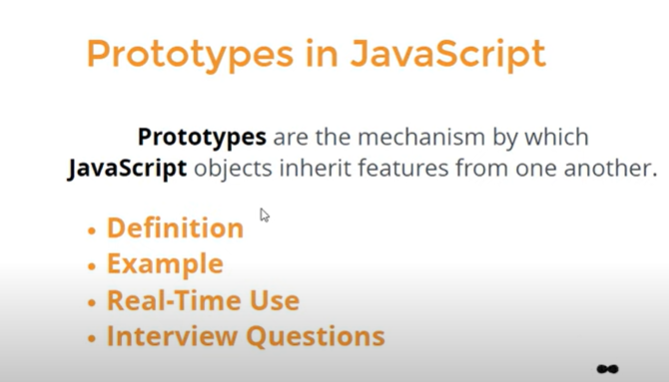 Prototypes in JavaScript
Prototypes are the mechanism by which
JavaScript objects inherit features from one another.
• Definition
• Example
• Real-Time Use
• Interview Questions